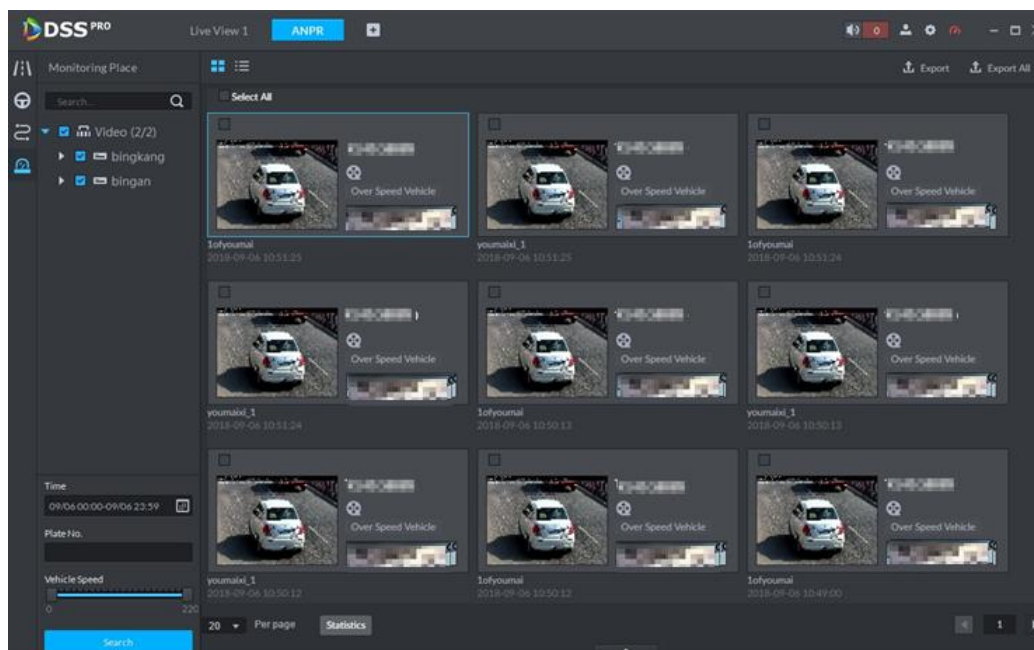 DSS PRO
Live View 1
ANPR
0
Monitoring Place
Export
Export All
Search...
Select All
Video (2/2)
bingkang
bingan
Over Speed Vehicle
Over Speed Vehicle
Over Speed Vehicle
1ofyoumai
youmaixi_1
1ofyoumai
2018-09-06 10:51:25
2018-09-06 10:51:25
2018-09-06 10:51:24
Over Speed Vehicle
Over Speed Vehicle
Over Speed Vehicle
youmaixi_1
1ofyoumai
youmaixi_1
2018-09-06 10:51:24
2018-09-06 10:50:13
2018-09-06 10:50:13
Over Speed Vehicle
Over Speed Vehicle
Over Speed Vehicle
youmaixi_1
1ofyoumai
1ofyoumai
2018-09-06 10:50:12
2018-09-06 10:50:12
2018-09-06 10:49:00
Time
09/06 00:00-09/06 23:59
Plate No.
Vehicle Speed
0
220
Search
20
Per page
Statistics
1